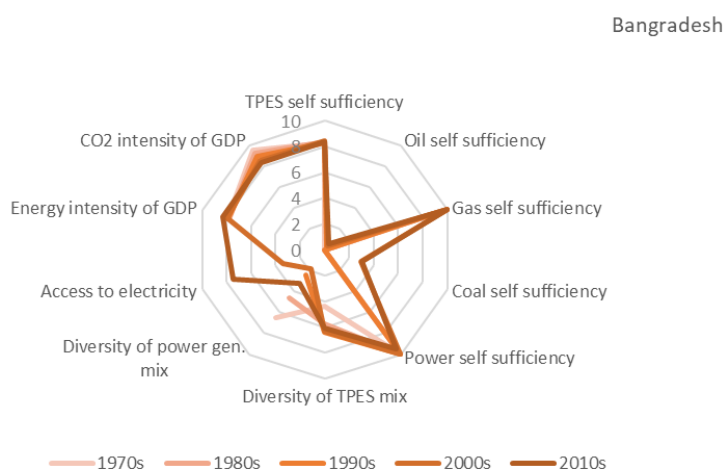 Bangradesh
TPES self sufficiency
10
8
6
4
2
0
Oil self sufficiency
Gas self sufficiency
Coal self sufficiency
Power self sufficiency
Diversity of TPES mix
Diversity of power gen.
mix
Access to electricity
Energy intensity of GDP
CO2 intensity of GDP
1970s 1980s 1990s 2000s 2010s